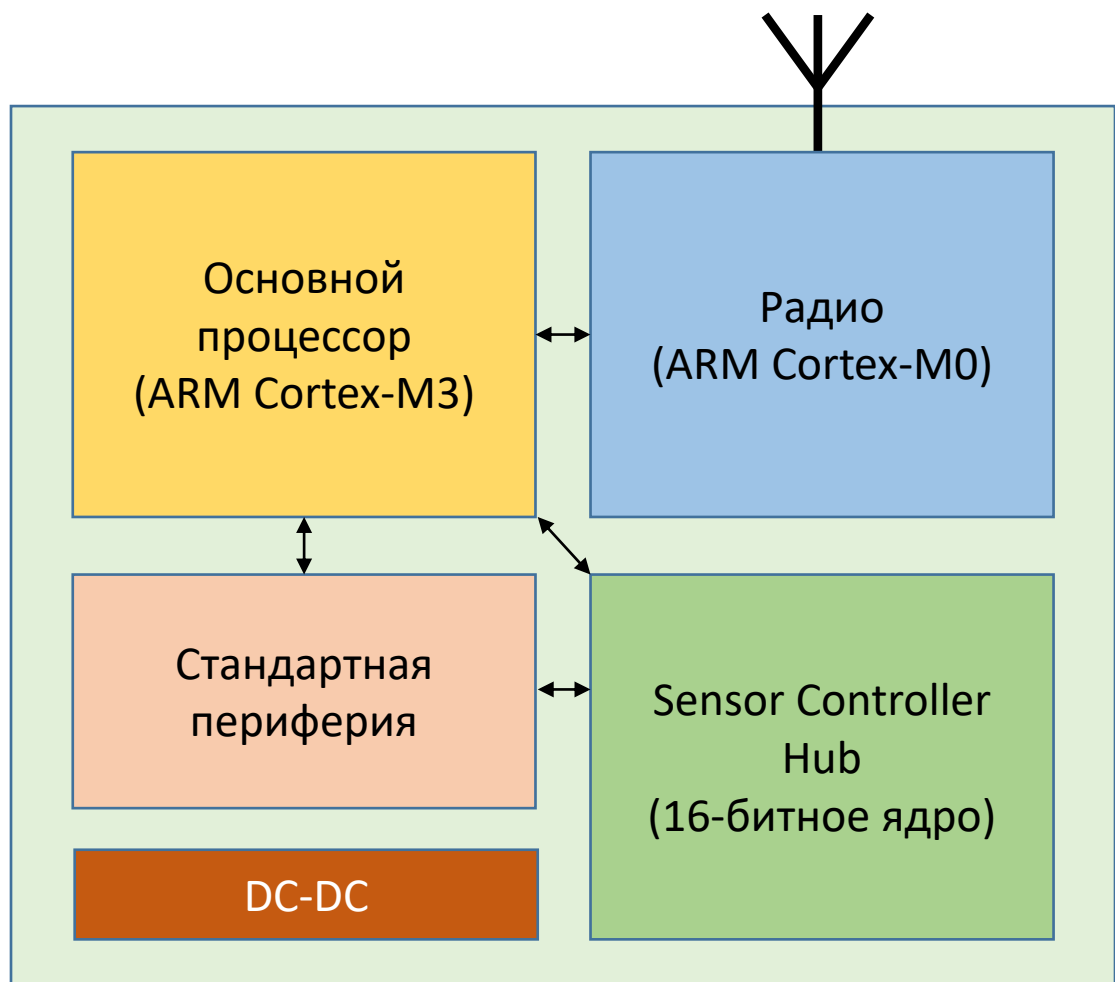 Основной
процессор
(ARM Cortex-M3)
Радио
(ARM Cortex-M0)
Стандартная
периферия
Sensor Controller
Hub
(16-битное ядро)
DC-DC